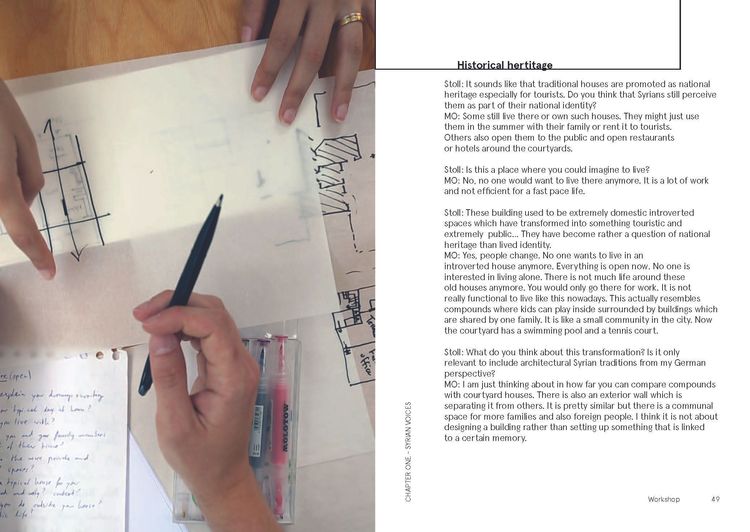 Historical hertitage
Stoll: It sounds like that traditional houses are promoted as national
heritage especially for tourists. Do you think that Syrians still perceive
them as part of their national identity?
MO: Some still live there or own such houses. They might just use
them in the summer with their family or rent it to tourists.
Others also open them to the public and open restaurants
or hotels around the courtyards.
Stoll: Is this a place where you could imagine to live?
MO: No, no one would want to live there anymore. It is a lot of work
and not efficient for a fast pace life.
Stoll: These building used to be extremely domestic introverted
spaces which have transformed into something touristic and
extremely public... They have become rather a question of national
heritage than lived identity.
MO: Yes, people change. No one wants to live in an
introverted house anymore. Everything is open now. No one is
interested in living alone. There is not much life around these
old houses anymore. You would only go there for work. It is not
really functional to live like this nowadays. This actually resembles
compounds where kids can play inside surrounded by buildings which
are shared by one family. It is like a small community in the city. Now
the courtyard has a swimming pool and a tennis court.
Stoll: What do you think about this transformation? Is it only
relevant to include architectural Syrian traditions from my German
perspective?
MO: I am just thinking about in how far you can compare compounds
with courtyard houses. There is also an exterior wall which is
separating it from others. It is pretty similar but there is a communal
space for more families and also foreign people. I think it is not about
designing a building rather than setting up something that is linked
to a certain memory.
CHAPTER ONE - SYRIAN VOICES
Workshop 49
MOLOTOW
office
(open)
typical day at home?
you live with?
you and your family members
of their home?
the more private and
spaces?
typical house for you
and why?
you do outside your house?
life?